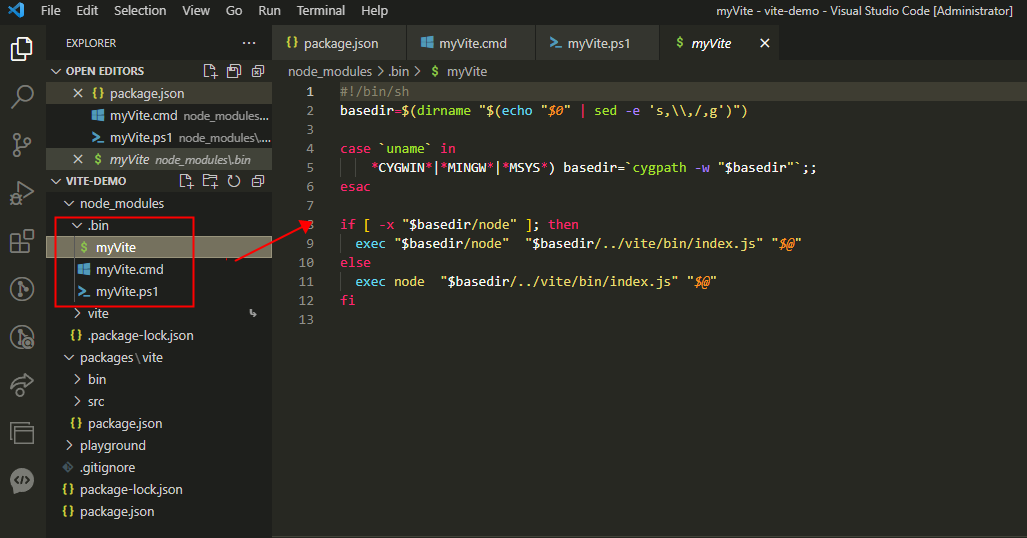 File Edit Selection View Go Run Terminal Help
myVite - vite-demo - Visual Studio Code [Administrator]
EXPLORER
OPEN EDITORS
package.json
myVite.cmd node_modules...
myVite.ps1 node_modules\...
myVite node_modules\.bin
VITE-DEMO
node_modules
.bin
myVite
myVite.cmd
myVite.ps1
vite
.package-lock.json
packages\vite
bin
src
package.json
playground
.gitignore
package-lock.json
package.json
package.json myVite.cmd myVite.ps1 myVite
node_modules > .bin > $ myVite
1 #!/bin/sh
2 basedir=$(dirname "$(echo "$0" | sed -e 's,\\,/,g')")
3
4 case `uname` in
5     *CYGWIN*|*MINGW*|*MSYS*) basedir=`cygpath -w "$basedir"`;;
6 esac
7
8 if [ -x "$basedir/node" ]; then
9   exec "$basedir/node"  "$basedir/../vite/bin/index.js" "$@"
10 else
11   exec node  "$basedir/../vite/bin/index.js" "$@"
12 fi
13